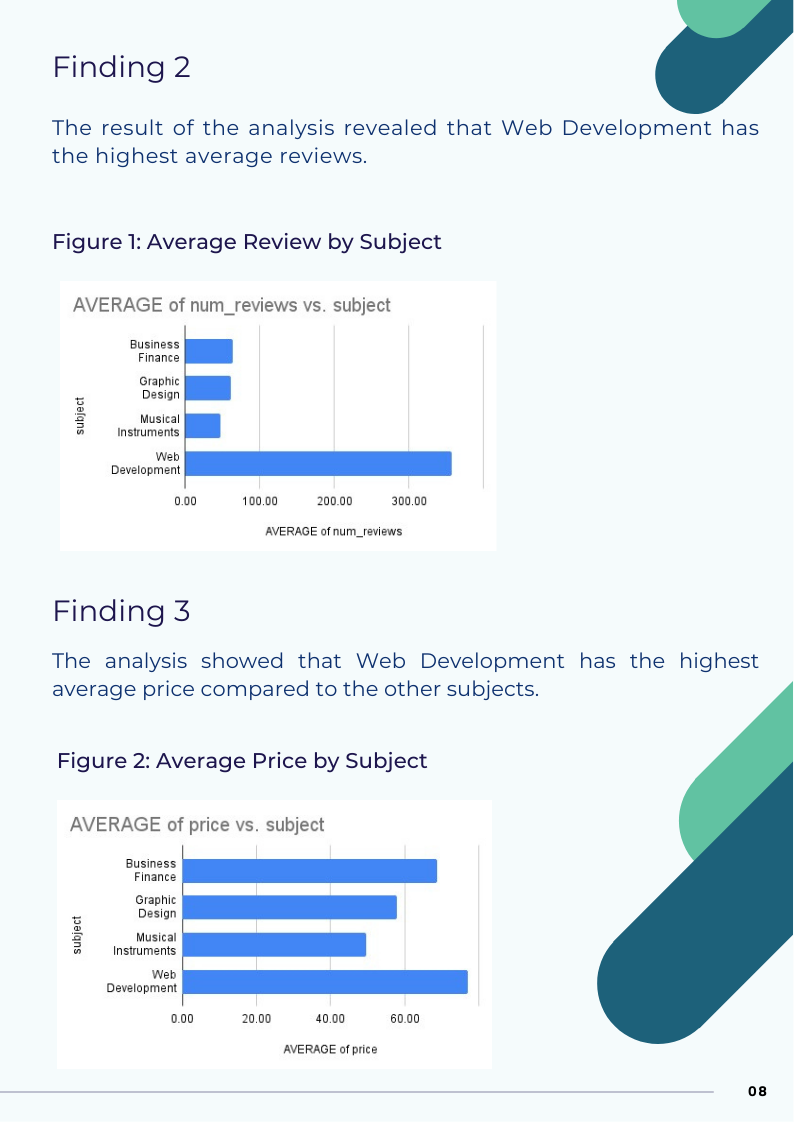 Finding 2
The result of the analysis revealed that Web Development has
the highest average reviews.
Figure 1: Average Review by Subject
AVERAGE of num_reviews vs. subject
subject
Business
Finance
Graphic
Design
Musical
Instruments
Web
Development
0.00 100.00 200.00 300.00
AVERAGE of num_reviews
Finding 3
The analysis showed that Web Development has the highest
average price compared to the other subjects.
Figure 2: Average Price by Subject
AVERAGE of price vs. subject
subject
Business
Finance
Graphic
Design
Musical
Instruments
Web
Development
0.00 20.00 40.00 60.00
AVERAGE of price
08